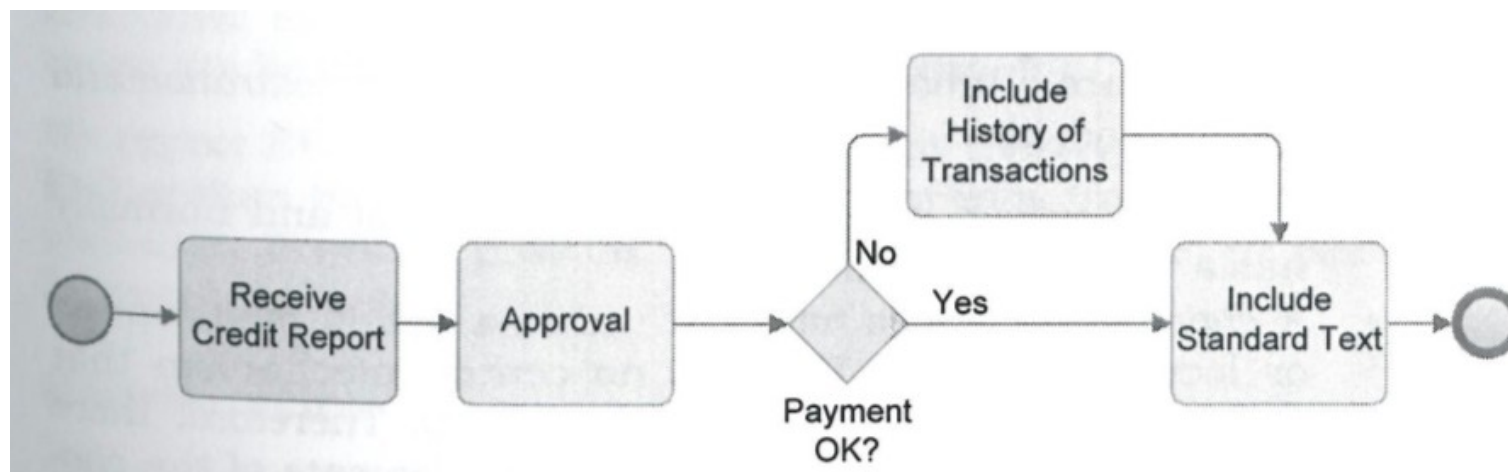 Include
History of
Transactions
No
Receive
Credit Report
Approval
Yes
Include
Standard Text
Payment
OK?